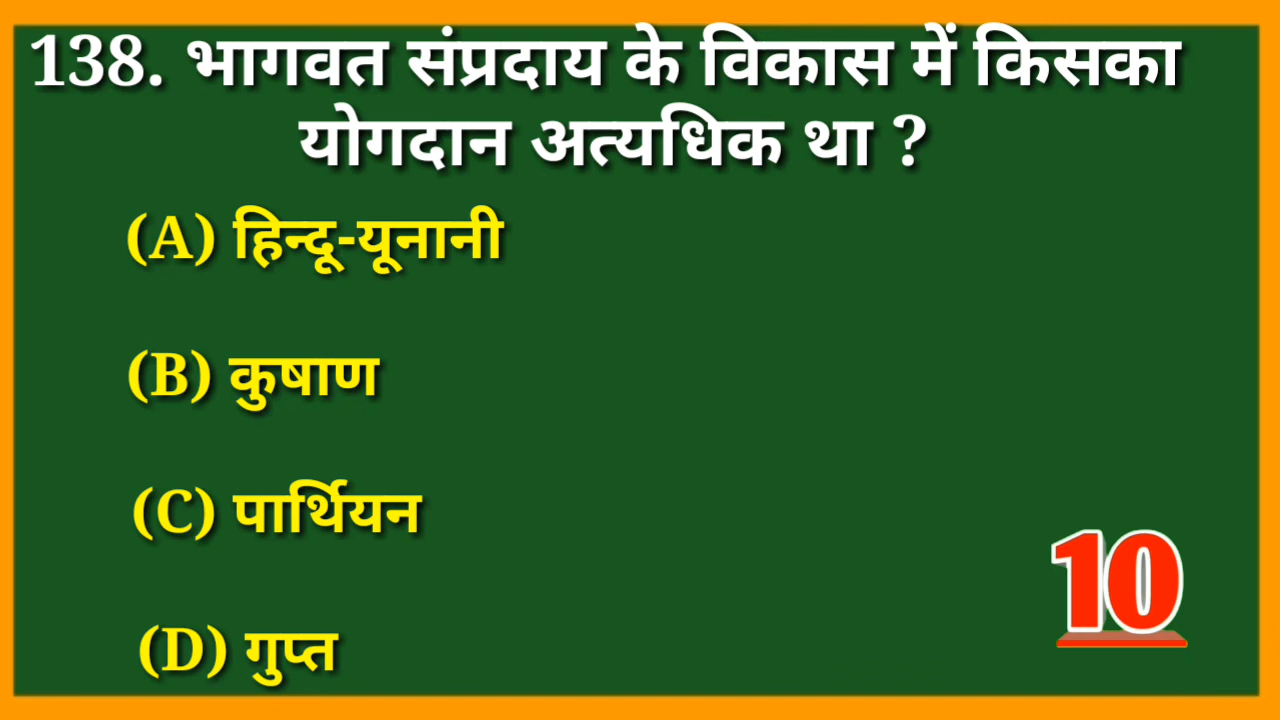 138. भागवत संप्रदाय के विकास में किसका
योगदान अत्यधिक था ?
(A) हिन्दू-यूनानी
(B) कुषाण
(C) पार्थियन
(D) गुप्त
10